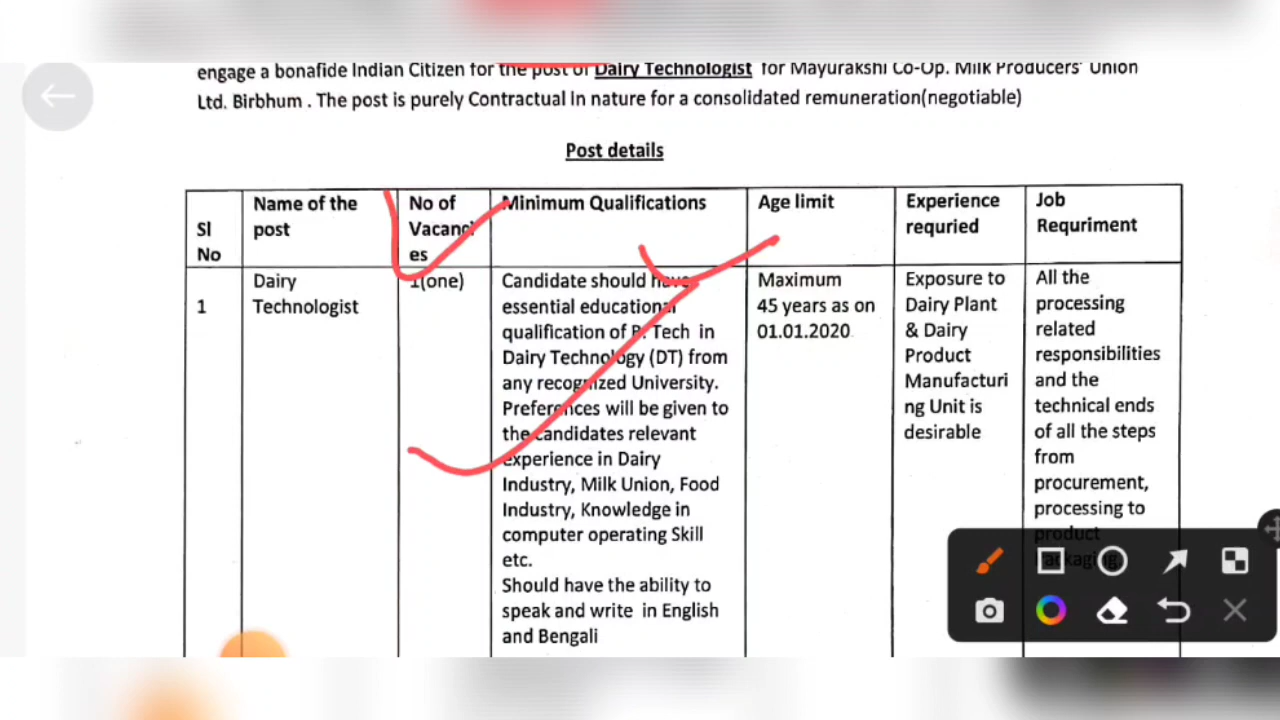 engage a bonafide Indian Citizen for the post of Dairy Technologist for Mayurakshi Co-Op. Milk Producers' Union
Ltd. Birbhum . The post is purely Contractual In nature for a consolidated remuneration(negotiable)
Post details
Sl
No
Name of the
post
No of
Vacanci
es
Minimum Qualifications
Age limit
Experience
requried
Job
Requriment
1
Dairy
Technologist
1(one)
Candidate should have
essential educational
qualification of B. Tech in
Dairy Technology (DT) from
any recognized University.
Preferences will be given to
the candidates relevant
experience in Dairy
Industry, Milk Union, Food
Industry, Knowledge in
computer operating Skill
etc.
Should have the ability to
speak and write in English
and Bengali
Maximum
45 years as on
01.01.2020
Exposure to
Dairy Plant
& Dairy
Product
Manufacturi
ng Unit is
desirable
All the
processing
related
responsibilities
and the
technical ends
of all the steps
from
procurement,
processing to
product